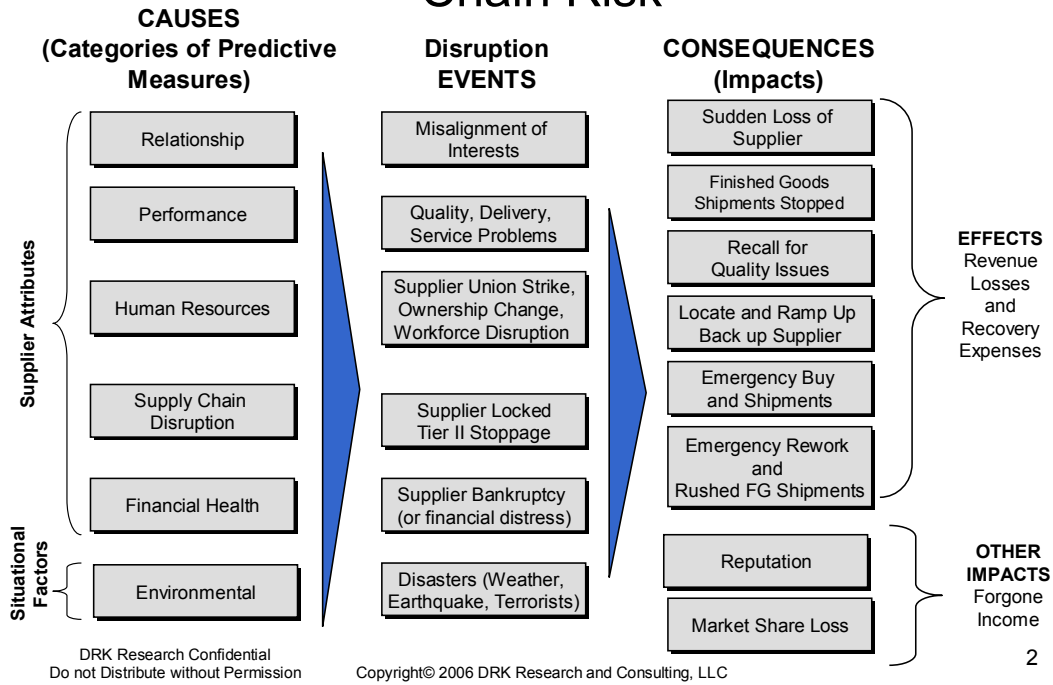 Chain Risk
CAUSES
(Categories of Predictive
Measures)
Disruption
EVENTS
CONSEQUENCES
(Impacts)
Supplier Attributes
Relationship
Performance
Human Resources
Supply Chain
Disruption
Financial Health
Situational
Factors
Environmental
Misalignment of
Interests
Quality, Delivery,
Service Problems
Supplier Union Strike,
Ownership Change,
Workforce Disruption
Supplier Locked
Tier II Stoppage
Supplier Bankruptcy
(or financial distress)
Disasters (Weather,
Earthquake, Terrorists)
Sudden Loss of
Supplier
Finished Goods
Shipments Stopped
Recall for
Quality Issues
Locate and Ramp Up
Back up Supplier
Emergency Buy
and Shipments
Emergency Rework
and
Rushed FG Shipments
Reputation
Market Share Loss
EFFECTS
Revenue
Losses
and
Recovery
Expenses
OTHER
IMPACTS
Forgone
Income
DRK Research Confidential
Do not Distribute without Permission
Copyright© 2006 DRK Research and Consulting, LLC
2